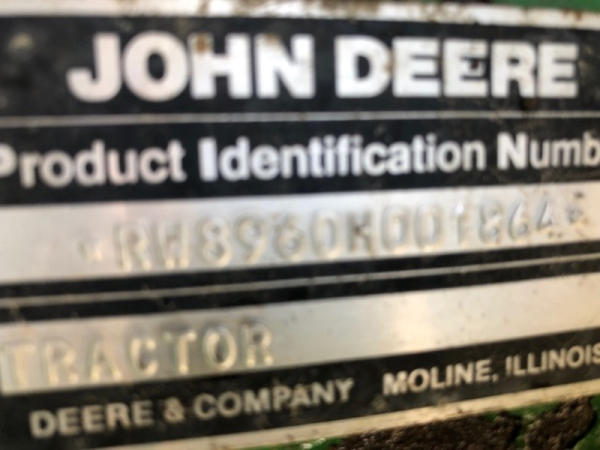 JOHN DEERE
Product Identification Numb
TRACTOR
DEERE & COMPANY MOLINE, ILLINOIS